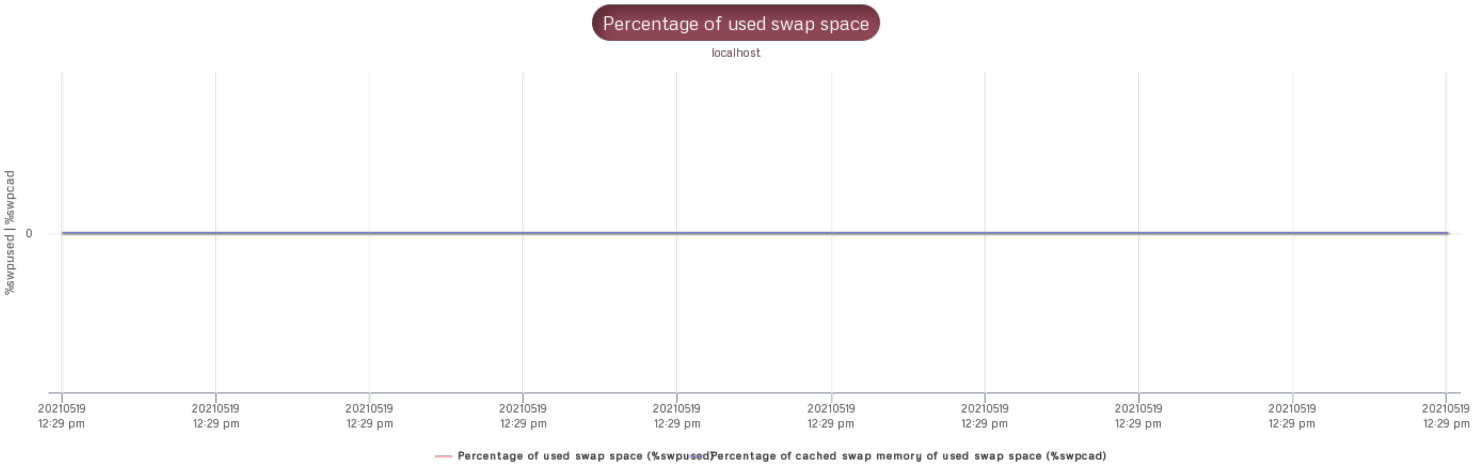 Percentage of used swap space
localhost
%swpused | %swpcad
0
20210519 20210519 20210519 20210519 20210519 20210519 20210519 20210519 20210519 20210519
12:29 pm 12:29 pm 12:29 pm 12:29 pm 12:29 pm 12:29 pm 12:29 pm 12:29 pm 12:29 pm 12:29 pm
Percentage of used swap space (%swpused) Percentage of cached swap memory of used swap space (%swpcad)